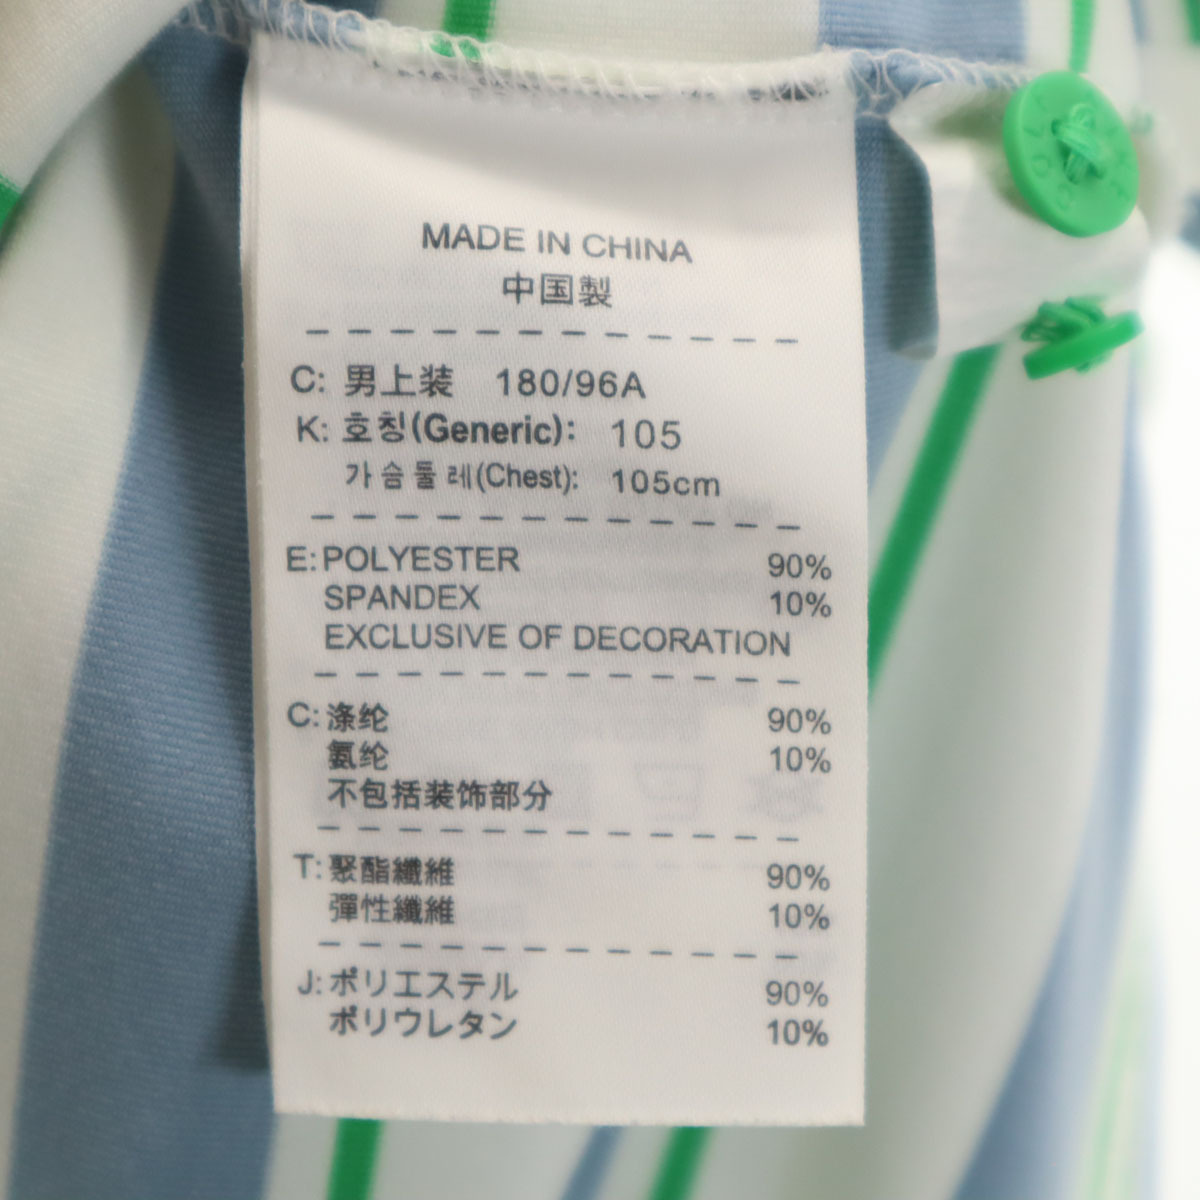 MADE IN CHINA
中国製
C: 男上装 180/96A
K: 호칭(Generic): 105
가슴둘레(Chest): 105cm
E: POLYESTER 90%
SPANDEX 10%
EXCLUSIVE OF DECORATION
C: 涤纶 90%
氨纶 10%
不包括装饰部分
T: 聚酯纖維 90%
彈性纖維 10%
J: ポリエステル 90%
ポリウレタン 10%